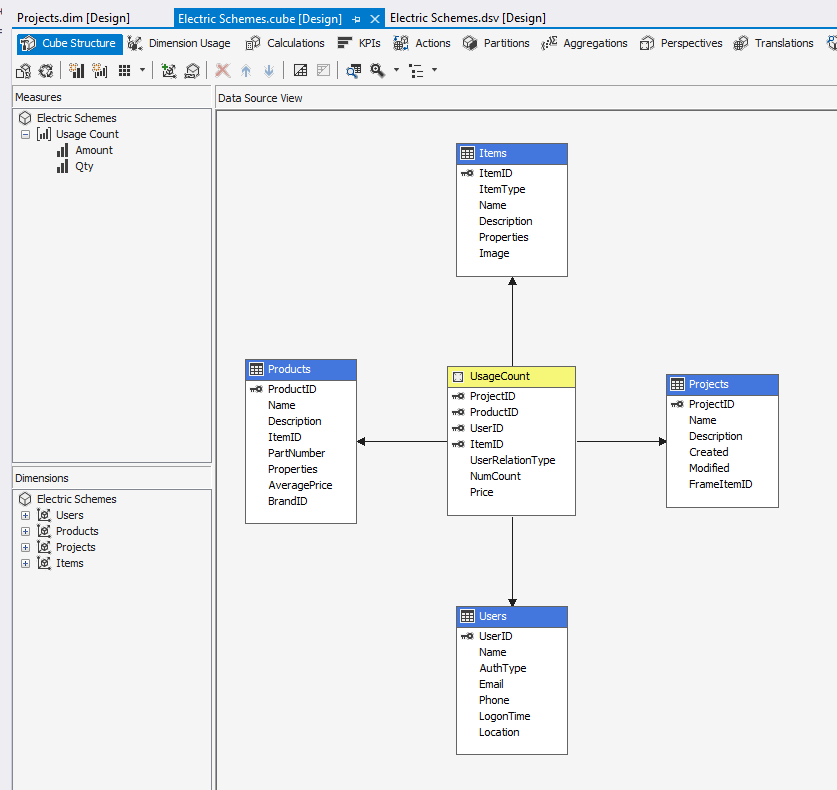 Projects.dim [Design]
Electric Schemes.cube [Design]
Electric Schemes.dsv [Design]
Cube Structure
Dimension Usage
Calculations
KPIs
Actions
Partitions
Aggregations
Perspectives
Translations
Measures
Electric Schemes
Usage Count
Amount
Qty
Dimensions
Electric Schemes
Users
Products
Projects
Items
Data Source View
Items
ItemID
ItemType
Name
Description
Properties
Image
Products
ProductID
Name
Description
ItemID
PartNumber
Properties
AveragePrice
BrandID
UsageCount
ProjectID
ProductID
UserID
ItemID
UserRelationType
NumCount
Price
Projects
ProjectID
Name
Description
Created
Modified
FrameItemID
Users
UserID
Name
AuthType
Email
Phone
LogonTime
Location